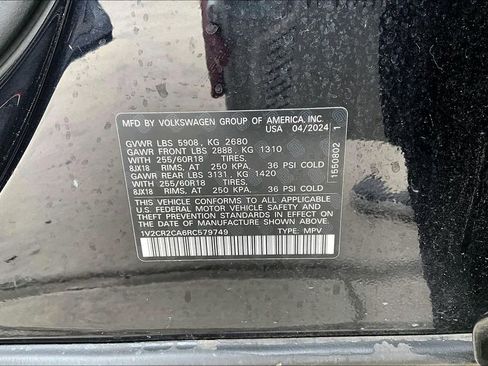 MFD. BY VOLKSWAGEN GROUP OF AMERICA, INC.
USA 04/2024
GVWR LBS 5908, KG 2680
GAWR FRONT LBS 2888, KG 1310
WITH 255/60R18 TIRES,
8JX18 RIMS, AT 250 KPA, 36 PSI COLD
GAWR REAR LBS 3131, KG 1420
WITH 255/60R18 TIRES,
8JX18 RIMS, AT 250 KPA, 36 PSI COLD
THIS VEHICLE CONFORMS TO ALL APPLICABLE
U.S. FEDERAL MOTOR VEHICLE SAFETY
STANDARDS IN EFFECT ON THE
DATE OF MANUFACTURE SHOWN ABOVE.
1V2CR2CA6RC579749 TYPE: MPV
1550802 1